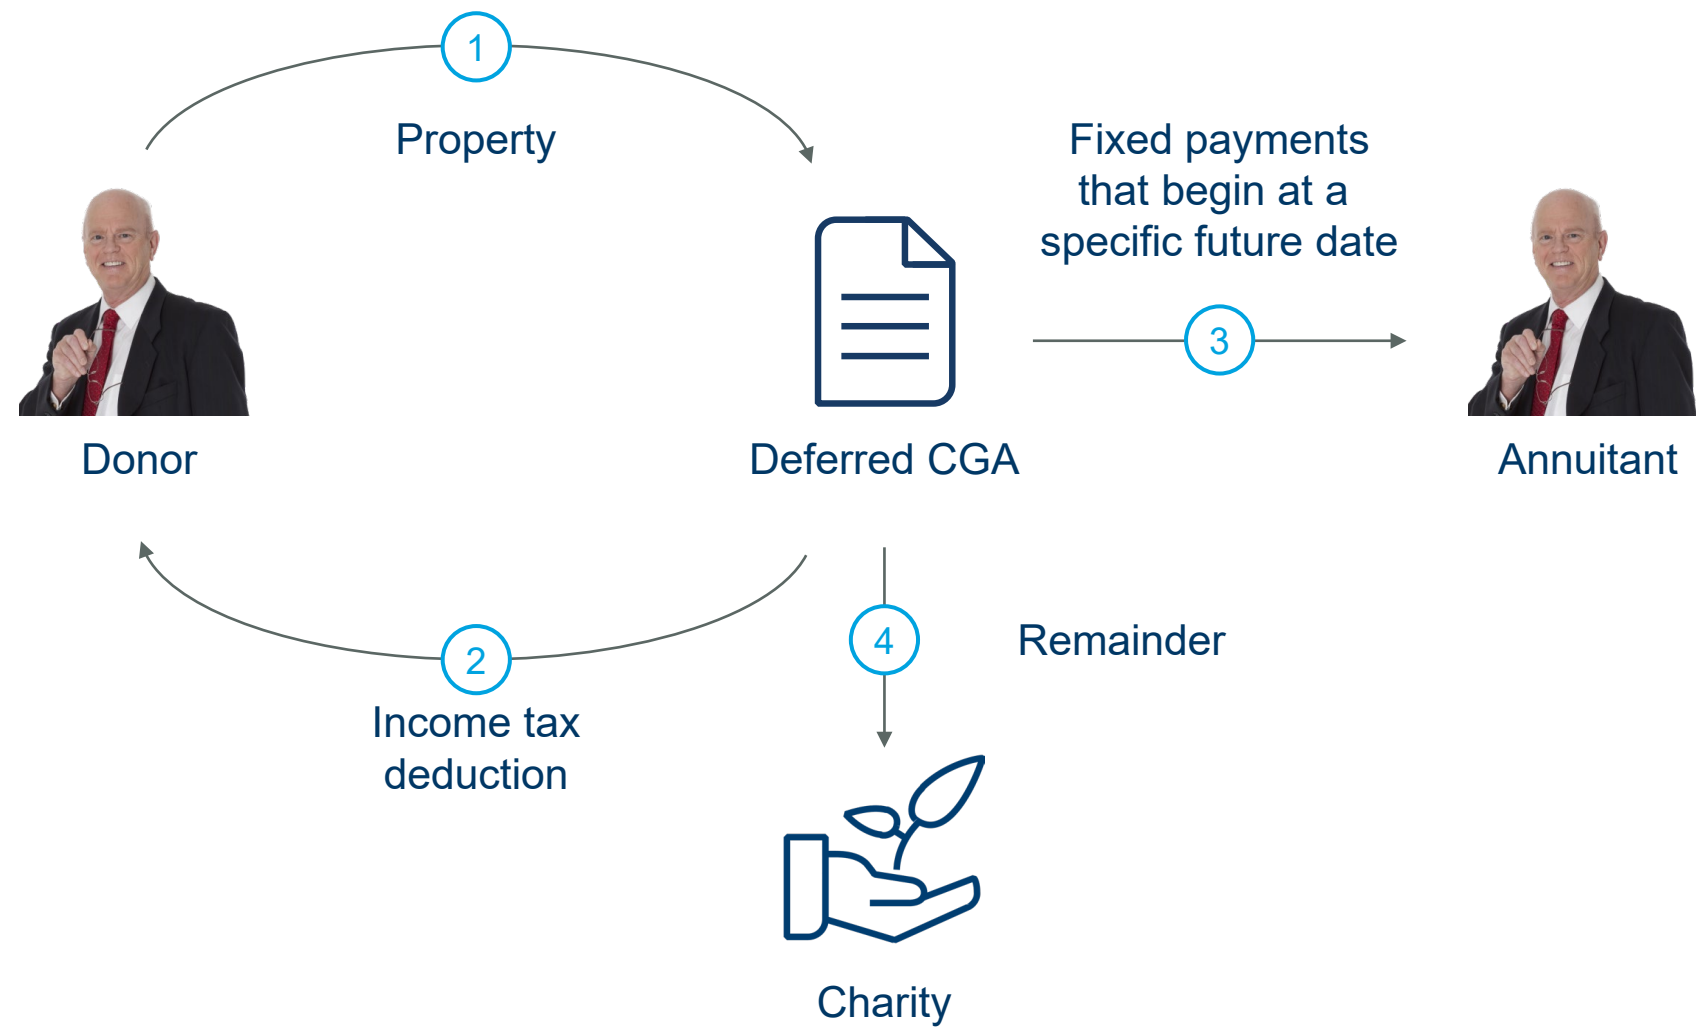 1
Property
Fixed payments
that begin at a
specific future date
3
Donor
Deferred CGA
Annuitant
2
Income tax
deduction
4
Remainder
Charity